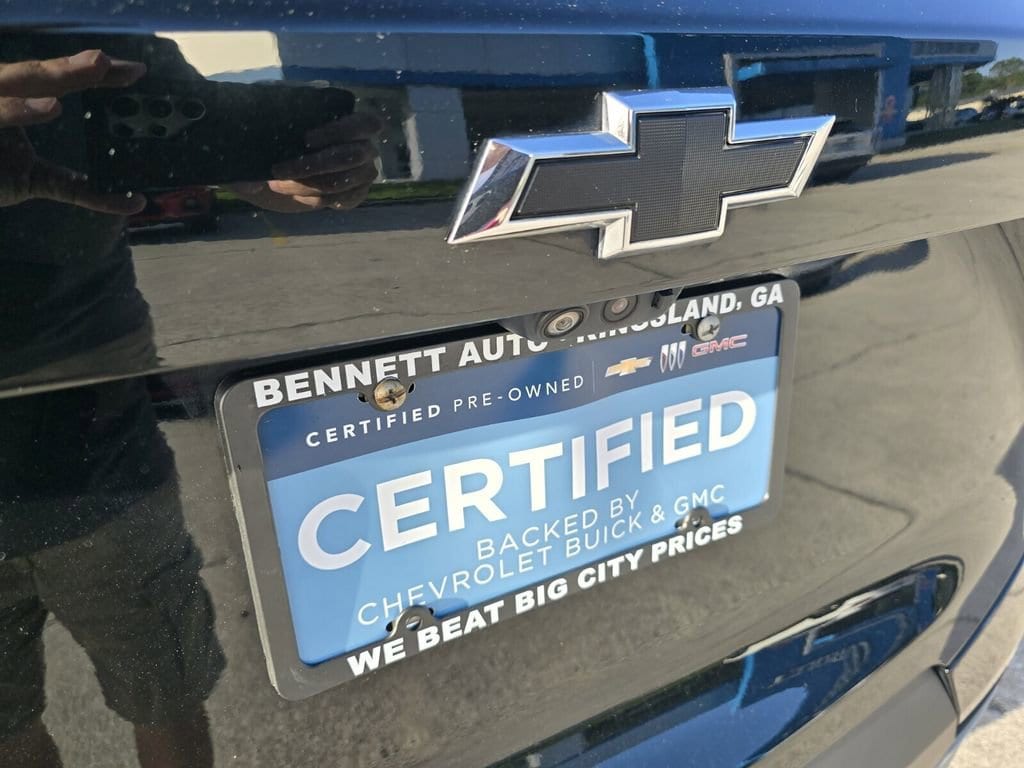 BENNETT AUTO KINGSLAND, GA
CERTIFIED PRE-OWNED GMC
CERTIFIED
BACKED BY
CHEVROLET BUICK & GMC
WE BEAT BIG CITY PRICES